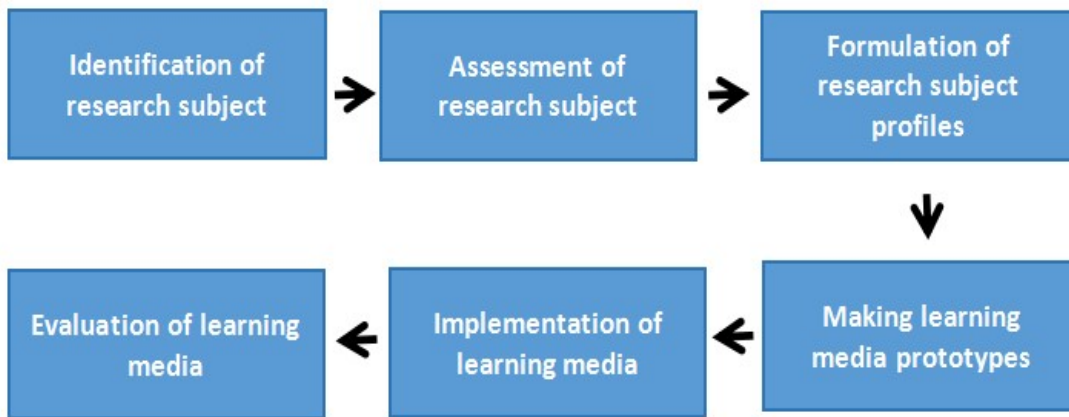 Identification of
research subject
Assessment of
research subject
Formulation of
research subject
profiles
Making learning
media prototypes
Implementation of
learning media
Evaluation of learning
media